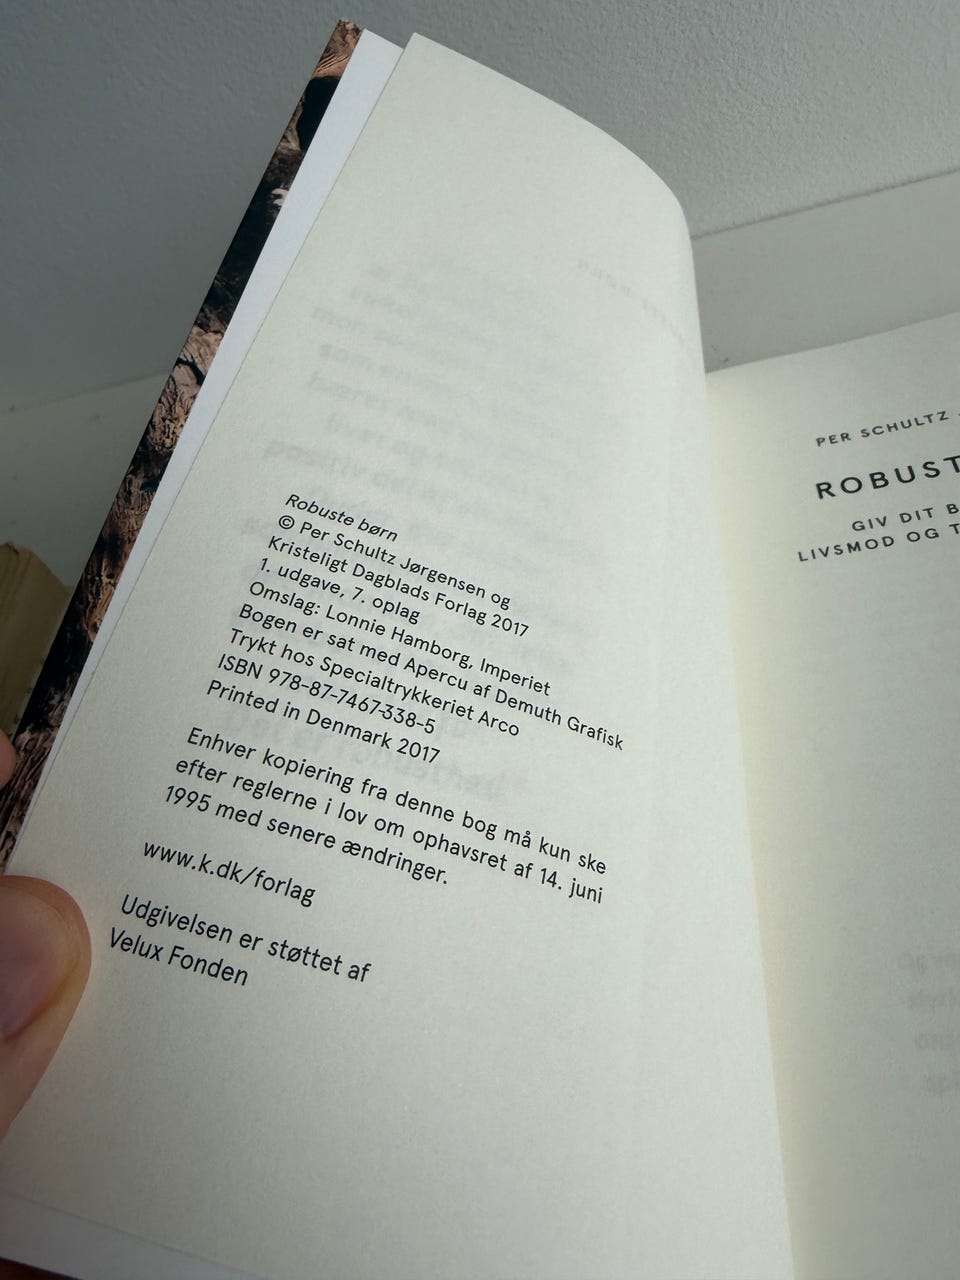 Robuste børn
© Per Schultz Jørgensen og
Kristeligt Dagblads Forlag 2017
1. udgave, 7. oplag
Omslag: Lonnie Hamborg, Imperiet
Bogen er sat med Apercu af Demuth Grafisk
Trykt hos Specialtrykkeriet Arco
ISBN 978-87-7467-338-5
Printed in Denmark 2017
Enhver kopiering fra denne bog må kun ske
efter reglerne i lov om ophavsret af 14. juni
1995 med senere ændringer.
www.k.dk/forlag
Udgivelsen er støttet af
Velux Fonden
PER SCHULTZ
ROBUST
GIV DIT B
LIVSMOD OG T